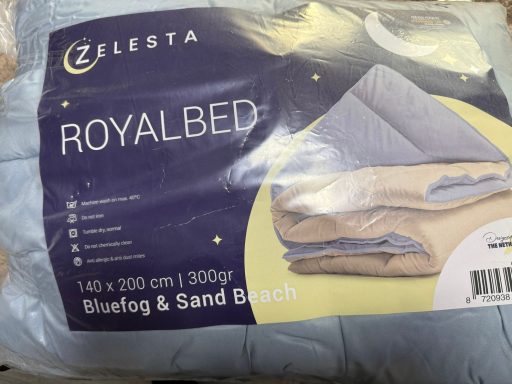 ZELESTA
ROYALBED
Machine wash on max. 40°C
Do not iron
Tumble dry, normal
Do not chemically clean
Anti allergic & anti dust mites
140 x 200 cm | 300gr
Bluefog & Sand Beach
THE NETH
8 720938